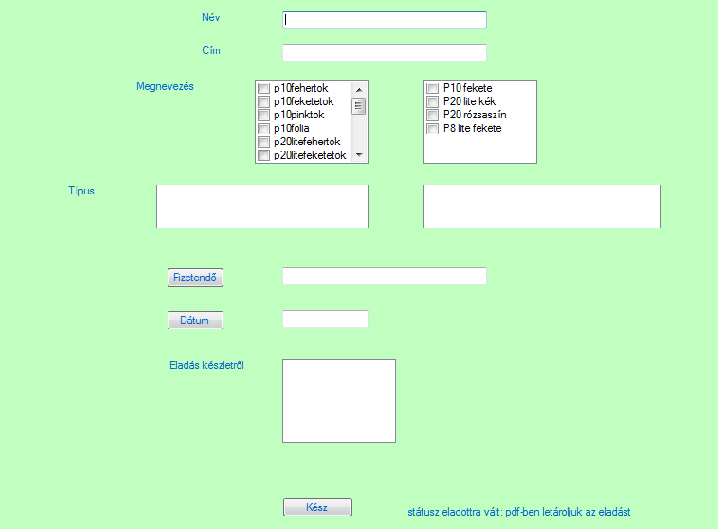 Név
Cím
Megnevezés
p10fehertok
p10feketetok
p10pinktok
p10folia
p20litefehertok
p20litefeketetok
P10 fekete
P20 lite kék
P20 rózsaszín
P8 lite fekete
Típus
Fizetendő
Dátum
Eladás készletről
Kész
státusz eladottra vált: pdf-ben letároljuk az eladást